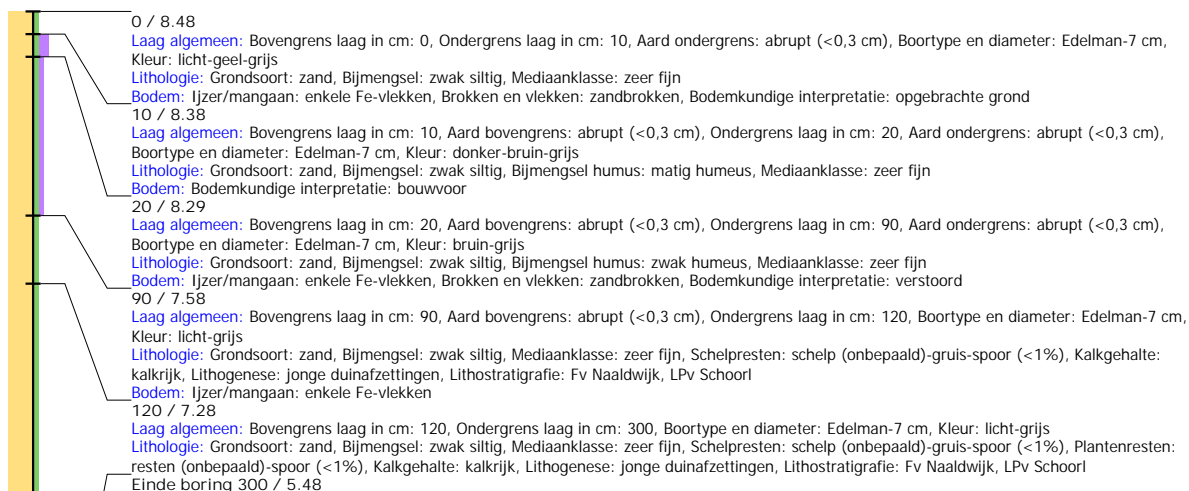 0 / 8.48
Laag algemeen: Bovengrens laag in cm: 0, Ondergrens laag in cm: 10, Aard ondergrens: abrupt (<0,3 cm), Boortype en diameter: Edelman-7 cm,
Kleur: licht-geel-grijs
Lithologie: Grondsoort: zand, Bijmengsel: zwak siltig, Mediaanklasse: zeer fijn
Bodem: Ijzer/mangaan: enkele Fe-vlekken, Brokken en vlekken: zandbrokken, Bodemkundige interpretatie: opgebrachte grond
10 / 8.38
Laag algemeen: Bovengrens laag in cm: 10, Aard bovengrens: abrupt (<0,3 cm), Ondergrens laag in cm: 20, Aard ondergrens: abrupt (<0,3 cm),
Boortype en diameter: Edelman-7 cm, Kleur: donker-bruin-grijs
Lithologie: Grondsoort: zand, Bijmengsel: zwak siltig, Bijmengsel humus: matig humeus, Mediaanklasse: zeer fijn
Bodem: Bodemkundige interpretatie: bouwvoor
20 / 8.29
Laag algemeen: Bovengrens laag in cm: 20, Aard bovengrens: abrupt (<0,3 cm), Ondergrens laag in cm: 90, Aard ondergrens: abrupt (<0,3 cm),
Boortype en diameter: Edelman-7 cm, Kleur: bruin-grijs
Lithologie: Grondsoort: zand, Bijmengsel: zwak siltig, Bijmengsel humus: zwak humeus, Mediaanklasse: zeer fijn
Bodem: Ijzer/mangaan: enkele Fe-vlekken, Brokken en vlekken: zandbrokken, Bodemkundige interpretatie: verstoord
90 / 7.58
Laag algemeen: Bovengrens laag in cm: 90, Aard bovengrens: abrupt (<0,3 cm), Ondergrens laag in cm: 120, Boortype en diameter: Edelman-7 cm,
Kleur: licht-grijs
Lithologie: Grondsoort: zand, Bijmengsel: zwak siltig, Mediaanklasse: zeer fijn, Schelpresten: schelp (onbepaald)-gruis-spoor (<1%), Kalkgehalte:
kalkrijk, Lithogenese: jonge duinafzettingen, Lithostratigrafie: Fv Naaldwijk, LPv Schoorl
Bodem: Ijzer/mangaan: enkele Fe-vlekken
120 / 7.28
Laag algemeen: Bovengrens laag in cm: 120, Ondergrens laag in cm: 300, Boortype en diameter: Edelman-7 cm, Kleur: licht-grijs
Lithologie: Grondsoort: zand, Bijmengsel: zwak siltig, Mediaanklasse: zeer fijn, Schelpresten: schelp (onbepaald)-gruis-spoor (<1%), Plantenresten:
resten (onbepaald)-spoor (<1%), Kalkgehalte: kalkrijk, Lithogenese: jonge duinafzettingen, Lithostratigrafie: Fv Naaldwijk, LPv Schoorl
Einde boring 300 / 5.48